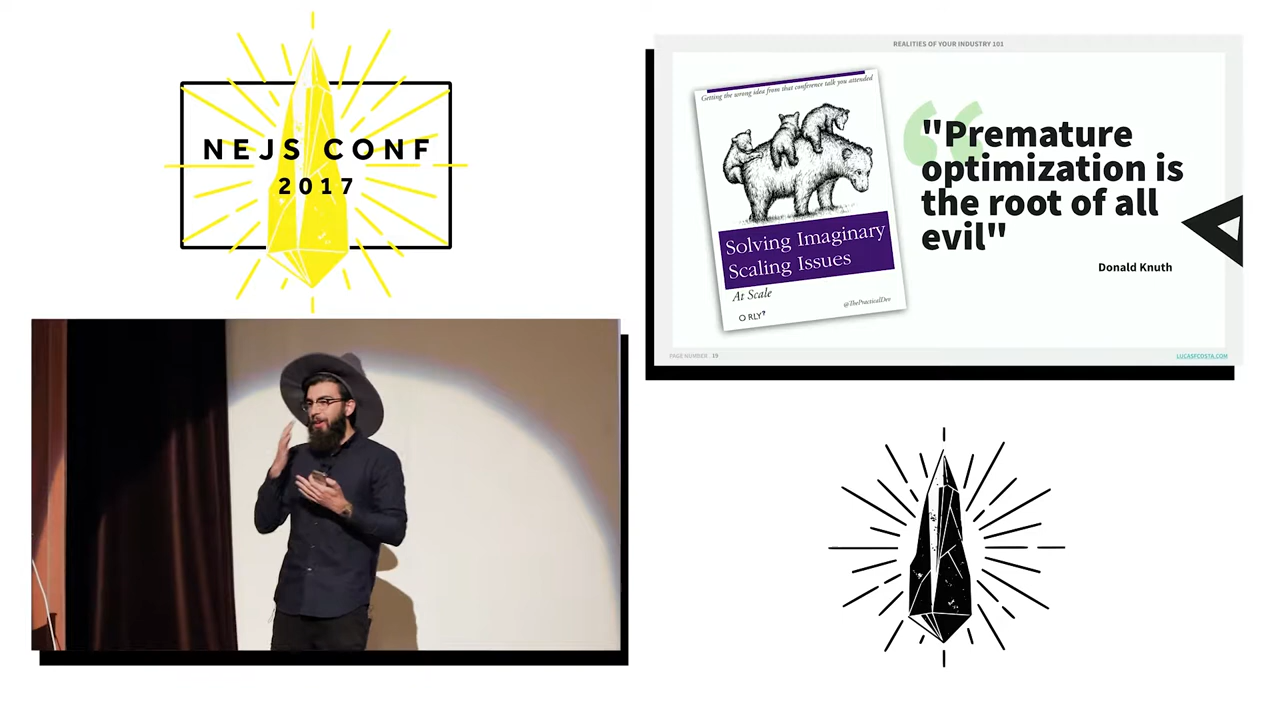 NEJS CONF
2017
REALITIES OF YOUR INDUSTRY 101
Getting the wrong idea from that conference talk you attended
Solving Imaginary
Scaling Issues
At Scale
@ThePracticalDev
O RLY?
"Premature
optimization is
the root of all
evil"
Donald Knuth
PAGE NUMBER . 19
LUCASFCOSTA.COM